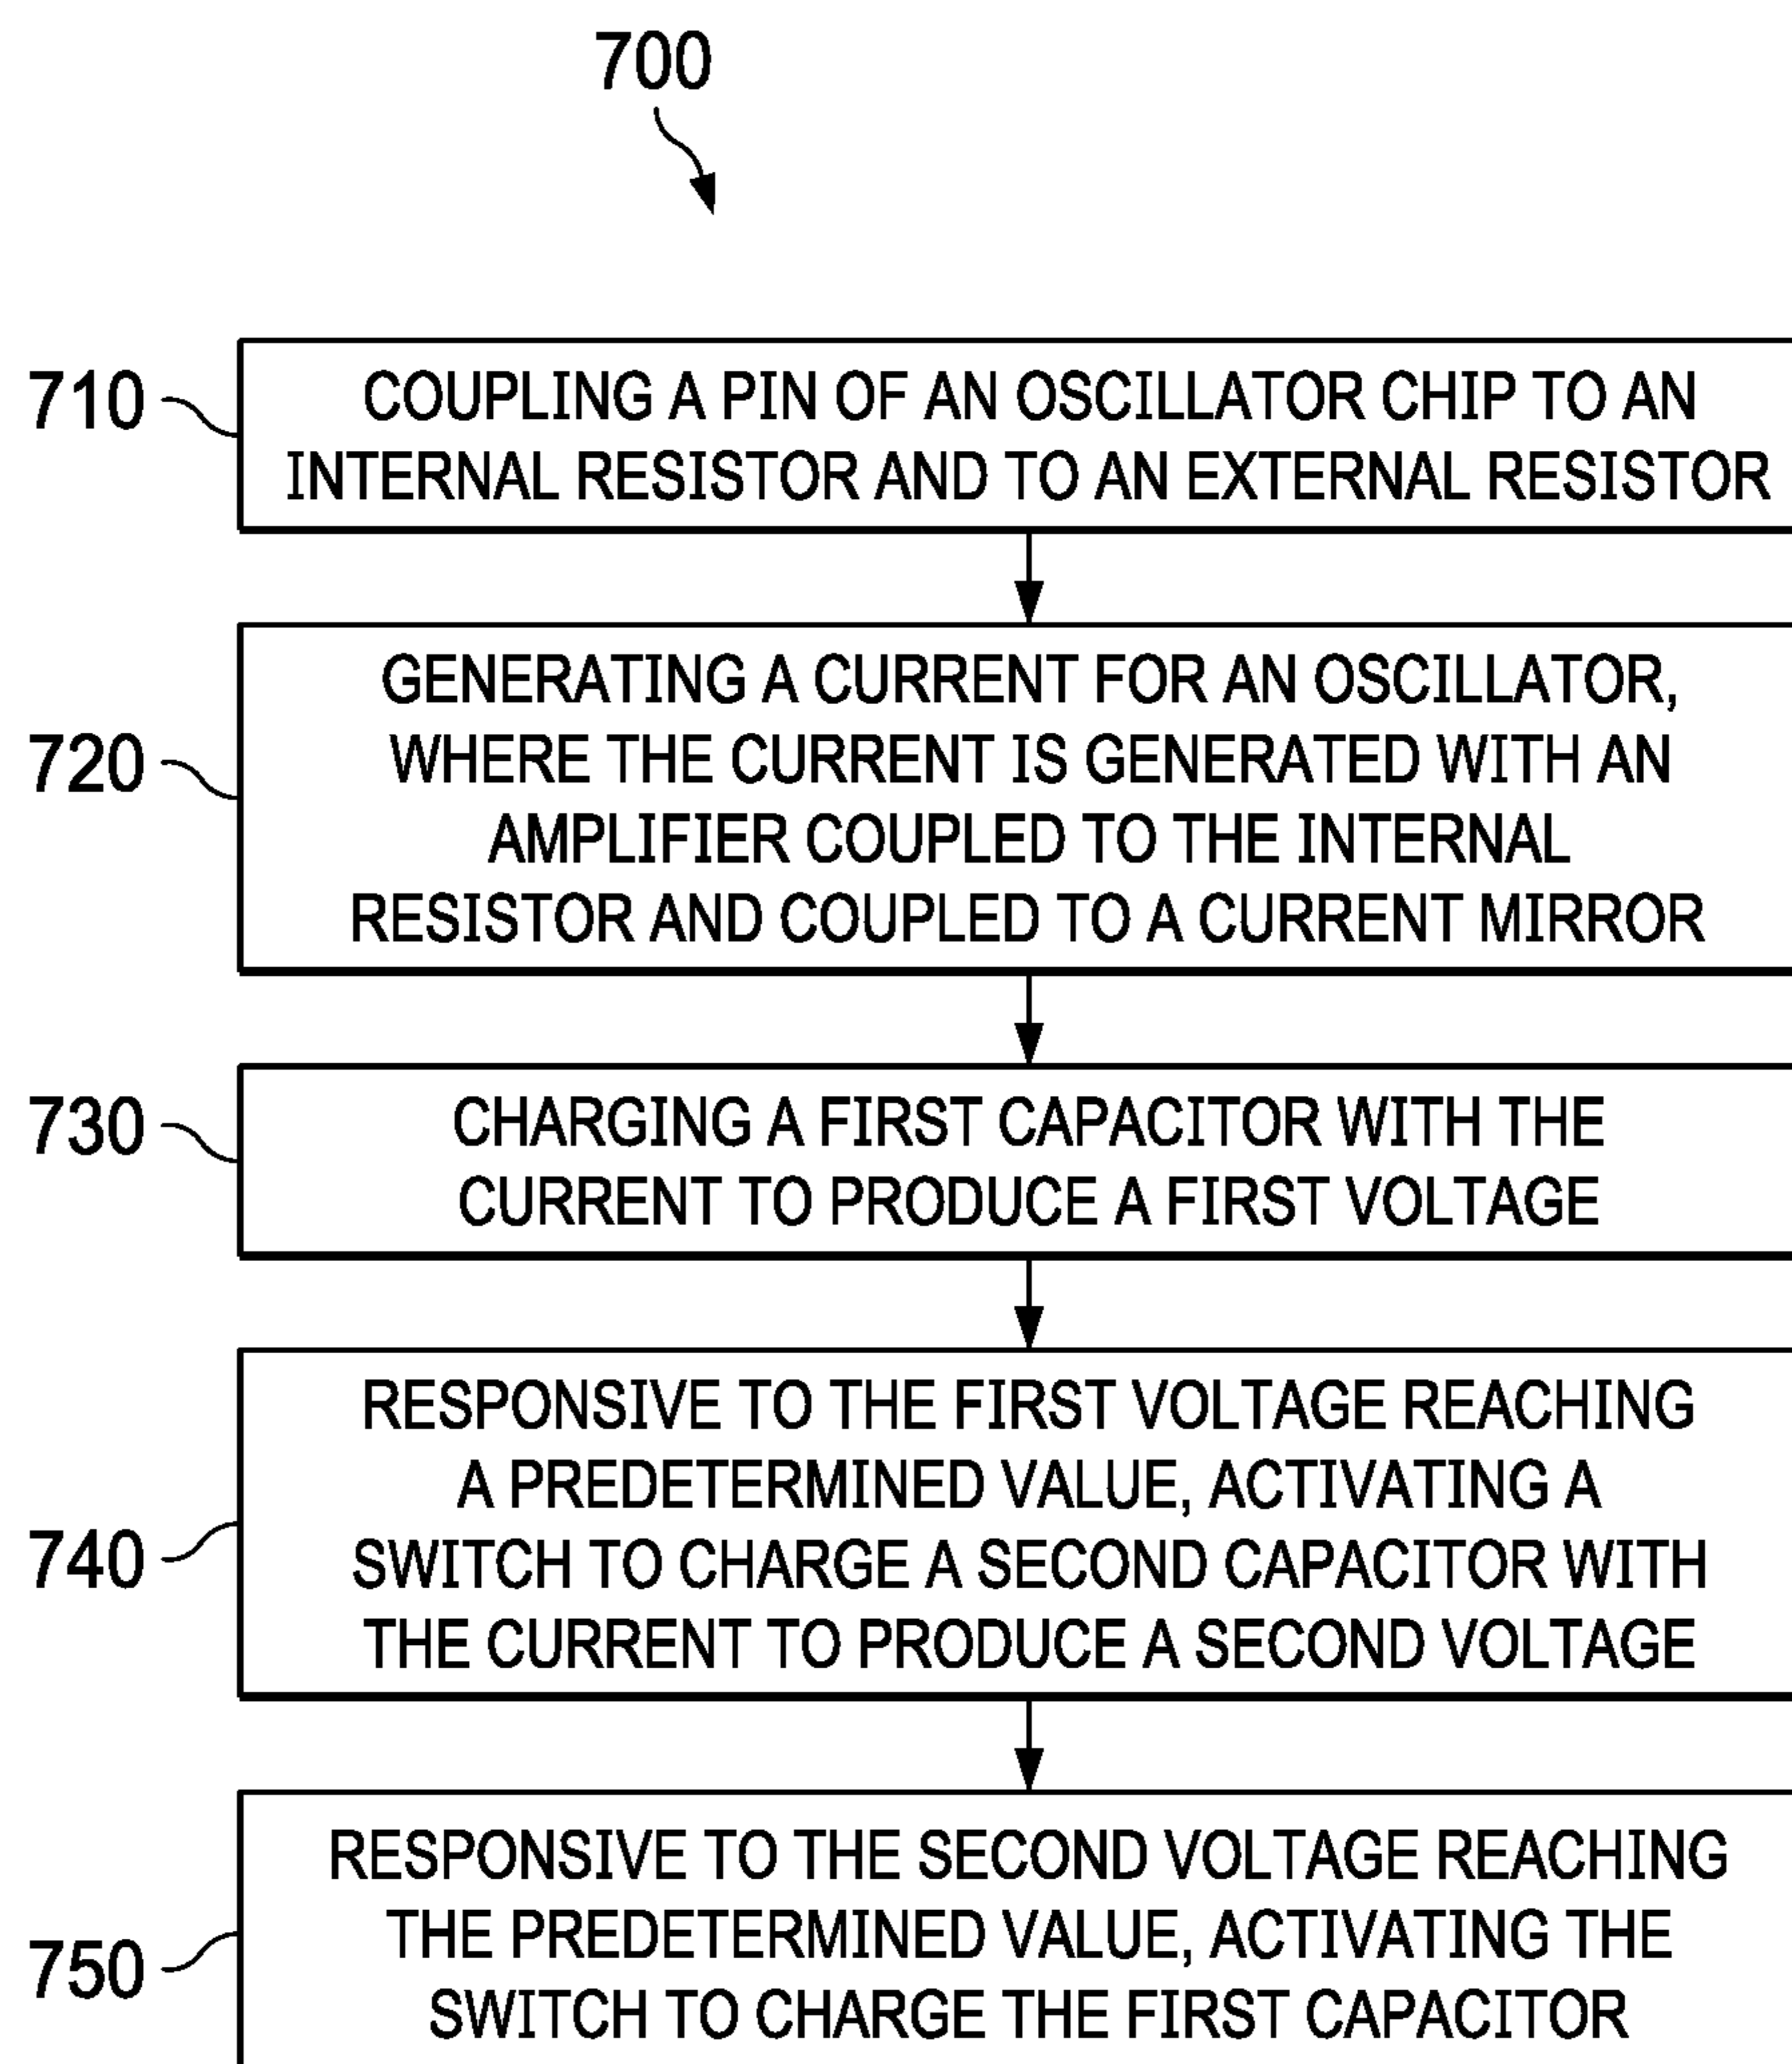 700
710
COUPLING A PIN OF AN OSCILLATOR CHIP TO AN
INTERNAL RESISTOR AND TO AN EXTERNAL RESISTOR
720
GENERATING A CURRENT FOR AN OSCILLATOR,
WHERE THE CURRENT IS GENERATED WITH AN
AMPLIFIER COUPLED TO THE INTERNAL
RESISTOR AND COUPLED TO A CURRENT MIRROR
730
CHARGING A FIRST CAPACITOR WITH THE
CURRENT TO PRODUCE A FIRST VOLTAGE
740
RESPONSIVE TO THE FIRST VOLTAGE REACHING
A PREDETERMINED VALUE, ACTIVATING A
SWITCH TO CHARGE A SECOND CAPACITOR WITH
THE CURRENT TO PRODUCE A SECOND VOLTAGE
750
RESPONSIVE TO THE SECOND VOLTAGE REACHING
THE PREDETERMINED VALUE, ACTIVATING THE
SWITCH TO CHARGE THE FIRST CAPACITOR